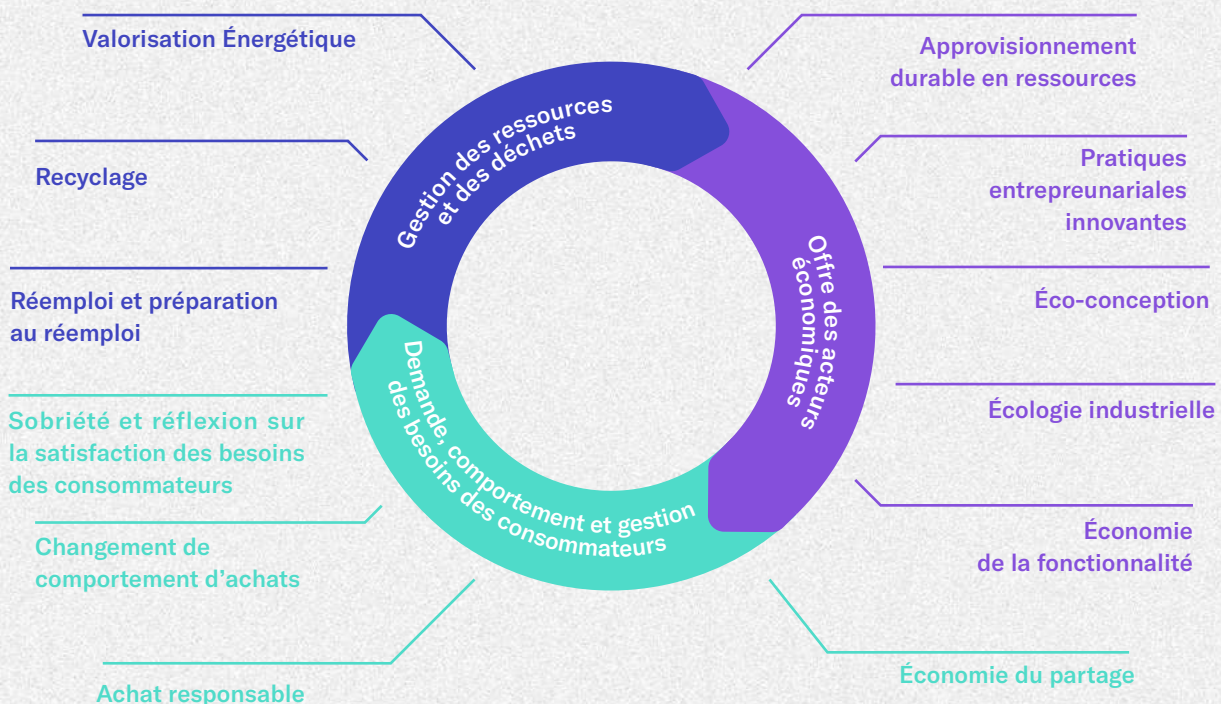 Valorisation Énergétique
Recyclage
Réemploi et préparation
au réemploi
Sobriété et réflexion sur
la satisfaction des besoins
des consommateurs
Changement de
comportement d’achats
Achat responsable
Gestion des ressources
et des déchets
Offre des acteurs
économiques
Demande, comportement et gestion
des besoins des consommateurs
Approvisionnement
durable en ressources
Pratiques
entrepreunariales
innovantes
Éco-conception
Écologie industrielle
Économie
de la fonctionnalité
Économie du partage